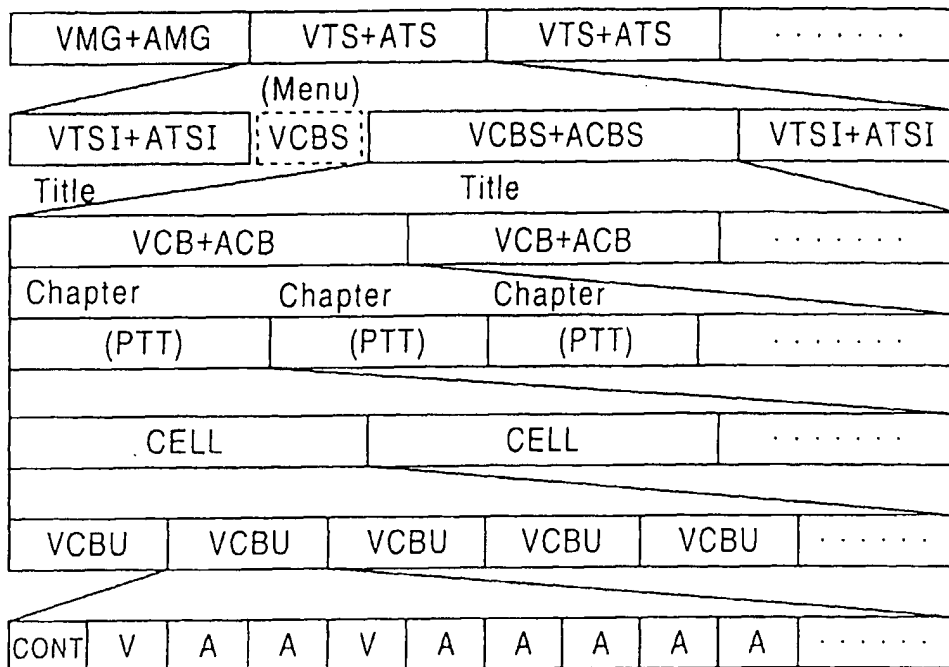 VMG+AMG VTS+ATS VTS+ATS .......
(Menu)
VTSI+ATSI VCBS VCBS+ACBS VTSI+ATSI
Title Title
VCB+ACB VCB+ACB .......
Chapter Chapter Chapter
(PTT) (PTT) (PTT) .......
CELL CELL .......
VCBU VCBU VCBU VCBU VCBU ......
CONT V A A V A A A A A ......